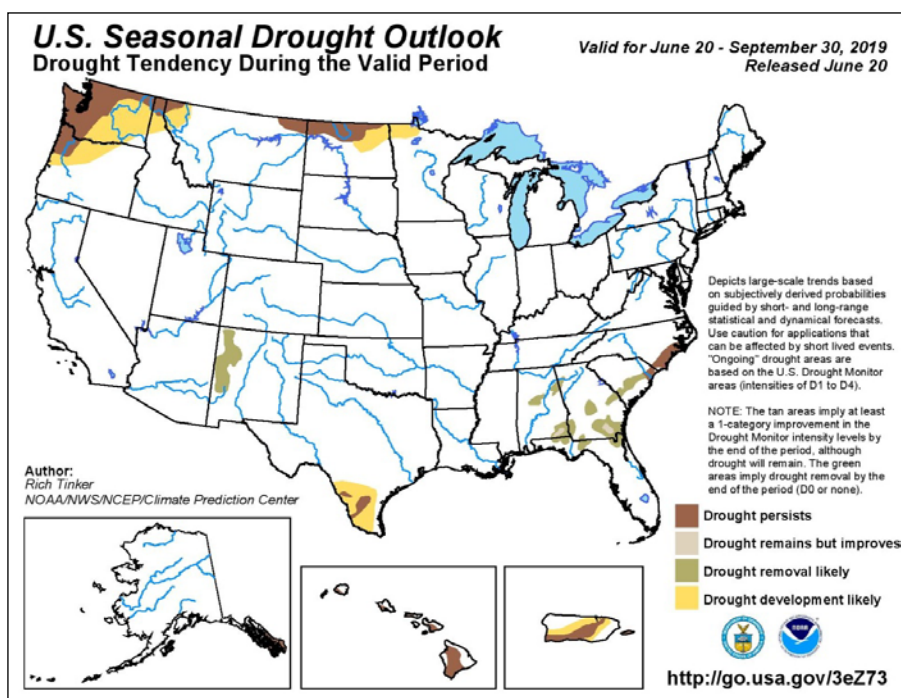 U.S. Seasonal Drought Outlook
Drought Tendency During the Valid Period
Valid for June 20 - September 30, 2019
Released June 20
Depicts large-scale trends based
on subjectively derived probabilities
guided by short- and long-range
statistical and dynamical forecasts.
Use caution for applications that
can be affected by short lived events.
"Ongoing" drought areas are
based on the U.S. Drought Monitor
areas (intensities of D1 to D4).
NOTE: The tan areas imply at least
a 1-category improvement in the
Drought Monitor intensity levels by
the end of the period, although
drought will remain. The green
areas imply drought removal by the
end of the period (D0 or none).
Author:
Rich Tinker
NOAA/NWS/NCEP/Climate Prediction Center
Drought persists
Drought remains but improves
Drought removal likely
Drought development likely
http://go.usa.gov/3eZ73